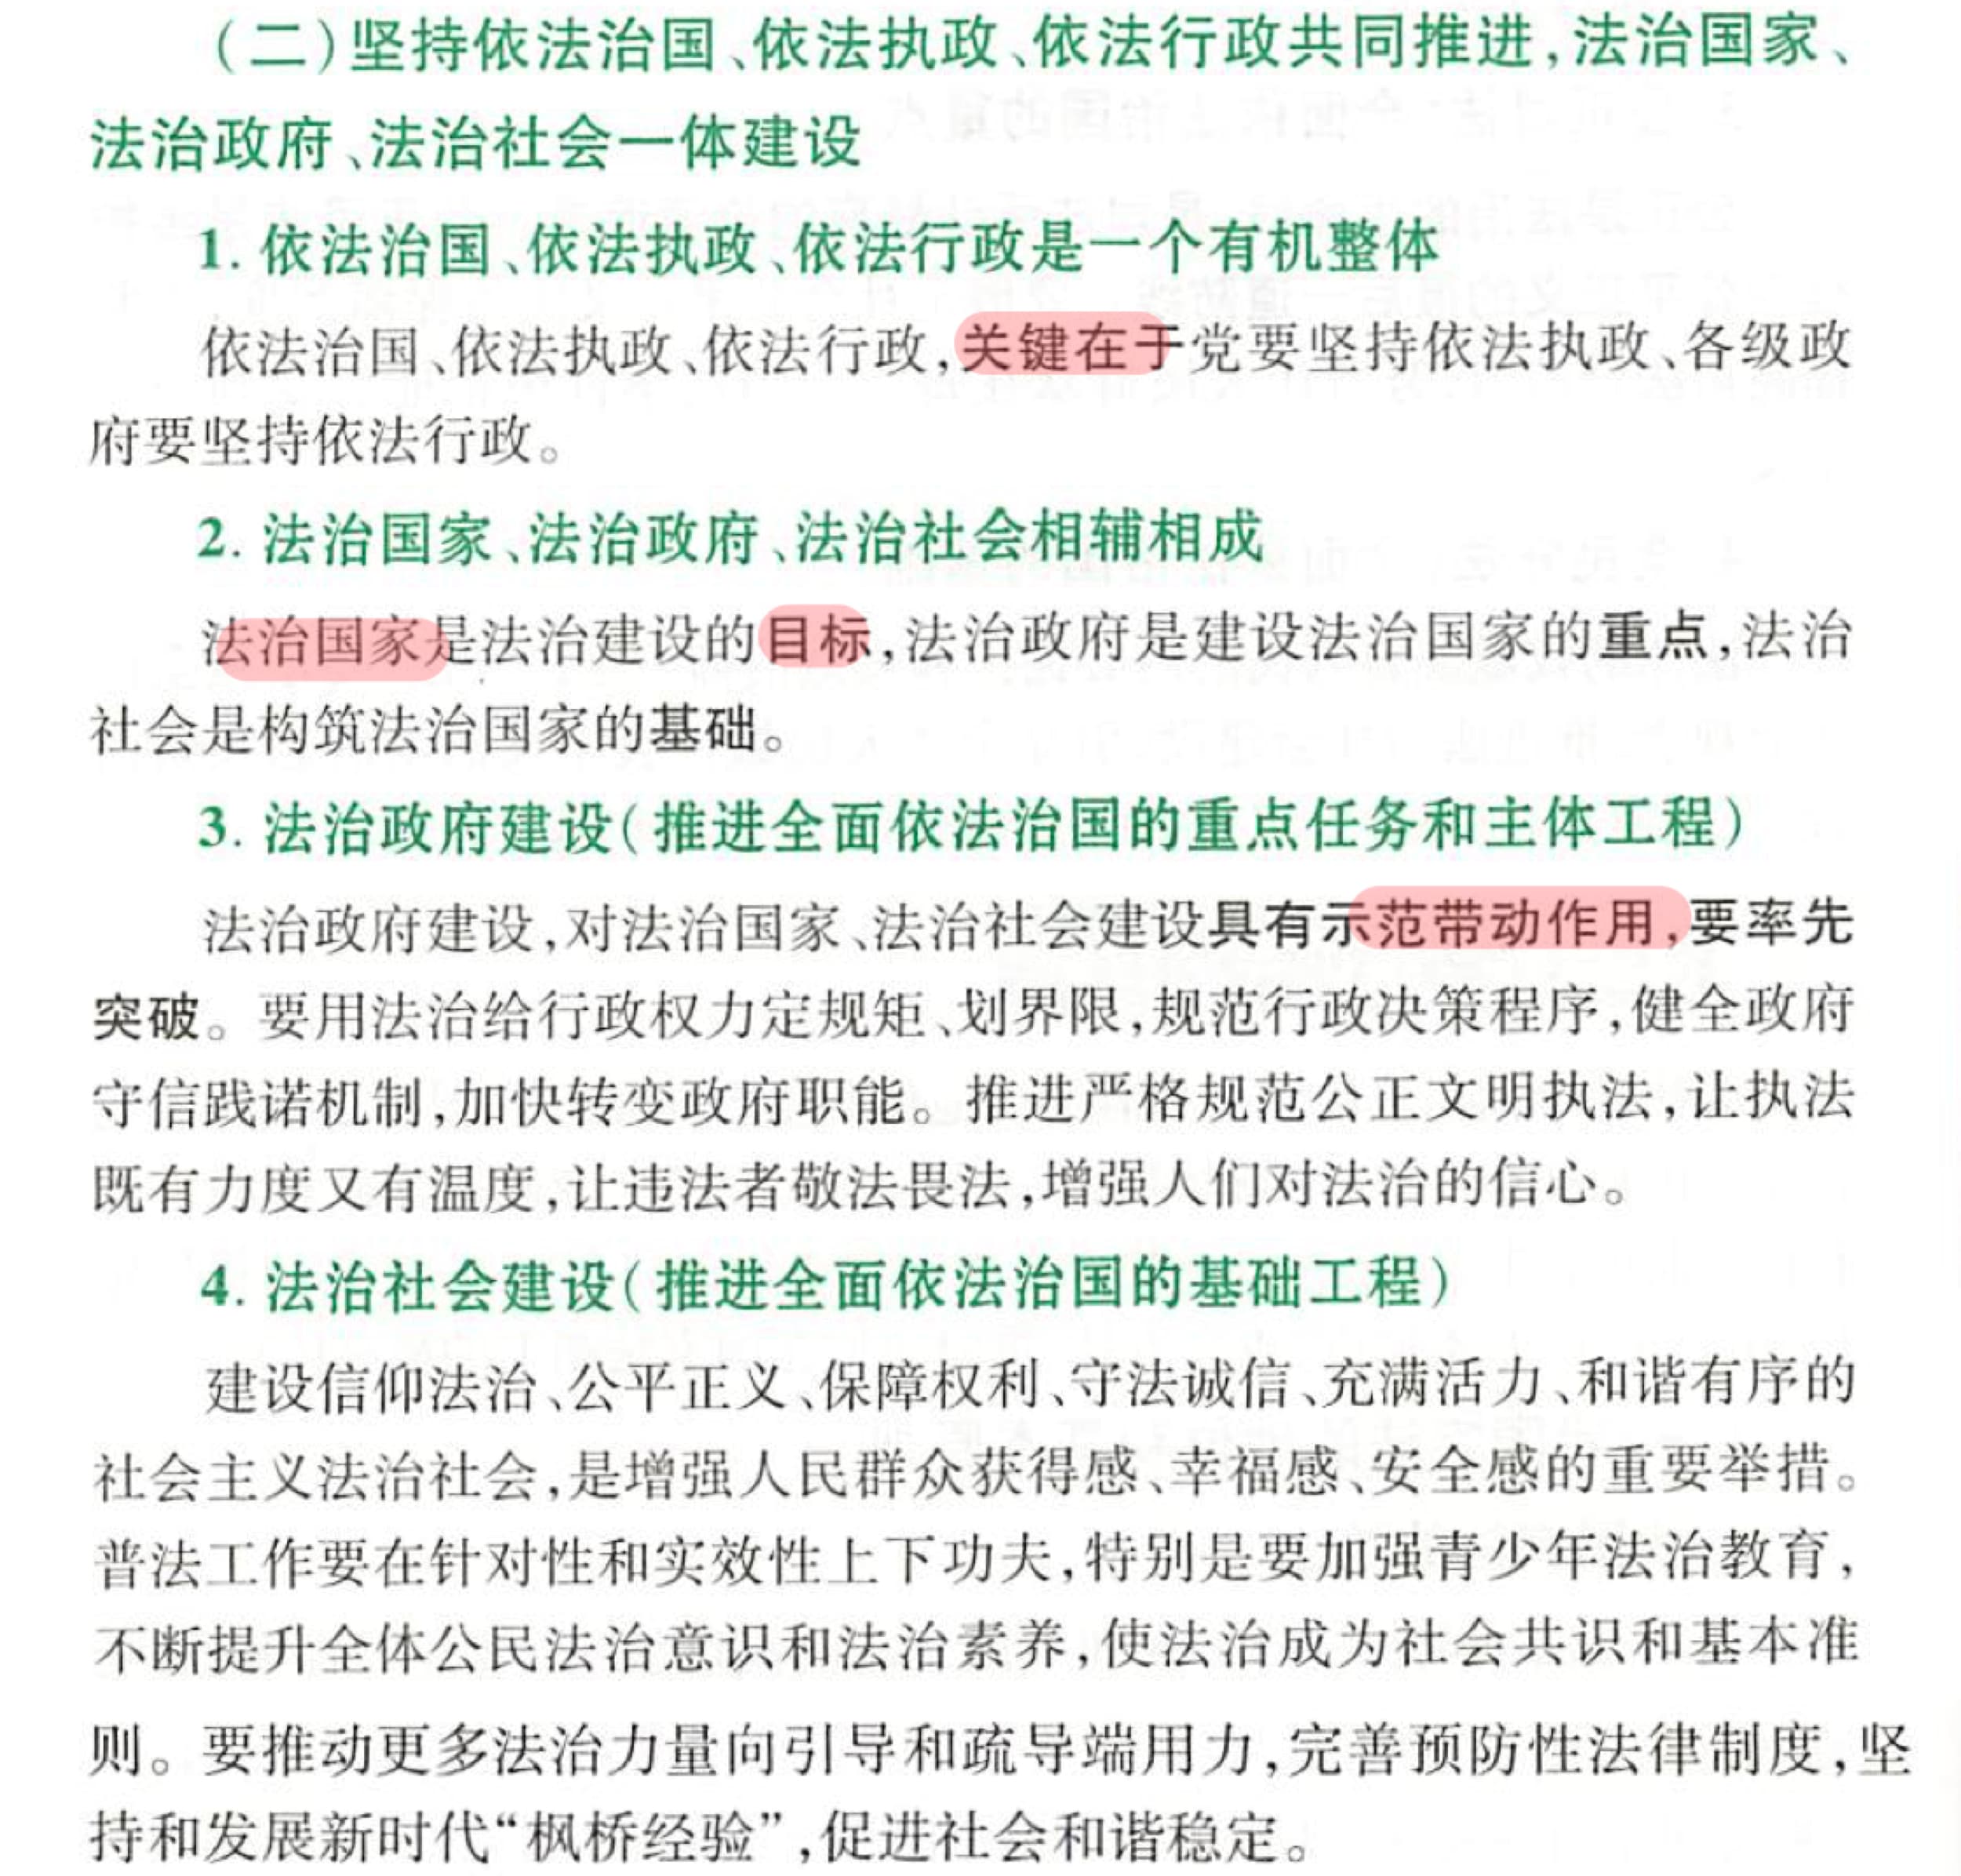 (二)坚持依法治国、依法执政、依法行政共同推进,法治国家、
法治政府、法治社会一体建设
1. 依法治国、依法执政、依法行政是一个有机整体
依法治国、依法执政、依法行政,关键在于党要坚持依法执政、各级政
府要坚持依法行政。
2. 法治国家、法治政府、法治社会相辅相成
法治国家是法治建设的目标,法治政府是建设法治国家的重点,法治
社会是构筑法治国家的基础。
3. 法治政府建设(推进全面依法治国的重点任务和主体工程)
法治政府建设,对法治国家、法治社会建设具有示范带动作用,要率先
突破。要用法治给行政权力定规矩、划界限,规范行政决策程序,健全政府
守信践诺机制,加快转变政府职能。推进严格规范公正文明执法,让执法
既有力度又有温度,让违法者敬法畏法,增强人们对法治的信心。
4. 法治社会建设(推进全面依法治国的基础工程)
建设信仰法治、公平正义、保障权利、守法诚信、充满活力、和谐有序的
社会主义法治社会,是增强人民群众获得感、幸福感、安全感的重要举措。
普法工作要在针对性和实效性上下功夫,特别是要加强青少年法治教育,
不断提升全体公民法治意识和法治素养,使法治成为社会共识和基本准
则。要推动更多法治力量向引导和疏导端用力,完善预防性法律制度,坚
持和发展新时代“枫桥经验”,促进社会和谐稳定。